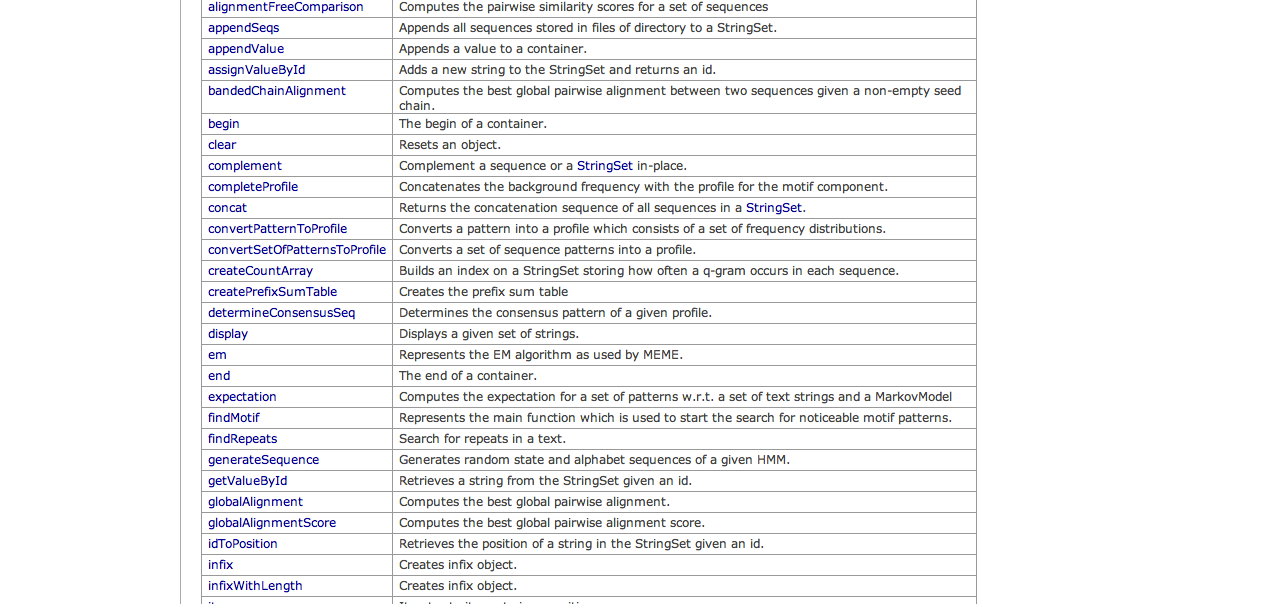 alignmentFreeComparison Computes the pairwise similarity scores for a set of sequences
appendSeqs Appends all sequences stored in files of directory to a StringSet.
appendValue Appends a value to a container.
assignValueById Adds a new string to the StringSet and returns an id.
bandedChainAlignment Computes the best global pairwise alignment between two sequences given a non-empty seed
chain.
begin The begin of a container.
clear Resets an object.
complement Complement a sequence or a StringSet in-place.
completeProfile Concatenates the background frequency with the profile for the motif component.
concat Returns the concatenation sequence of all sequences in a StringSet.
convertPatternToProfile Converts a pattern into a profile which consists of a set of frequency distributions.
convertSetOfPatternsToProfile Converts a set of sequence patterns into a profile.
createCountArray Builds an index on a StringSet storing how often a q-gram occurs in each sequence.
createPrefixSumTable Creates the prefix sum table
determineConsensusSeq Determines the consensus pattern of a given profile.
display Displays a given set of strings.
em Represents the EM algorithm as used by MEME.
end The end of a container.
expectation Computes the expectation for a set of patterns w.r.t. a set of text strings and a MarkovModel
findMotif Represents the main function which is used to start the search for noticeable motif patterns.
findRepeats Search for repeats in a text.
generateSequence Generates random state and alphabet sequences of a given HMM.
getValueById Retrieves a string from the StringSet given an id.
globalAlignment Computes the best global pairwise alignment.
globalAlignmentScore Computes the best global pairwise alignment score.
idToPosition Retrieves the position of a string in the StringSet given an id.
infix Creates infix object.
infixWithLength Creates infix object.